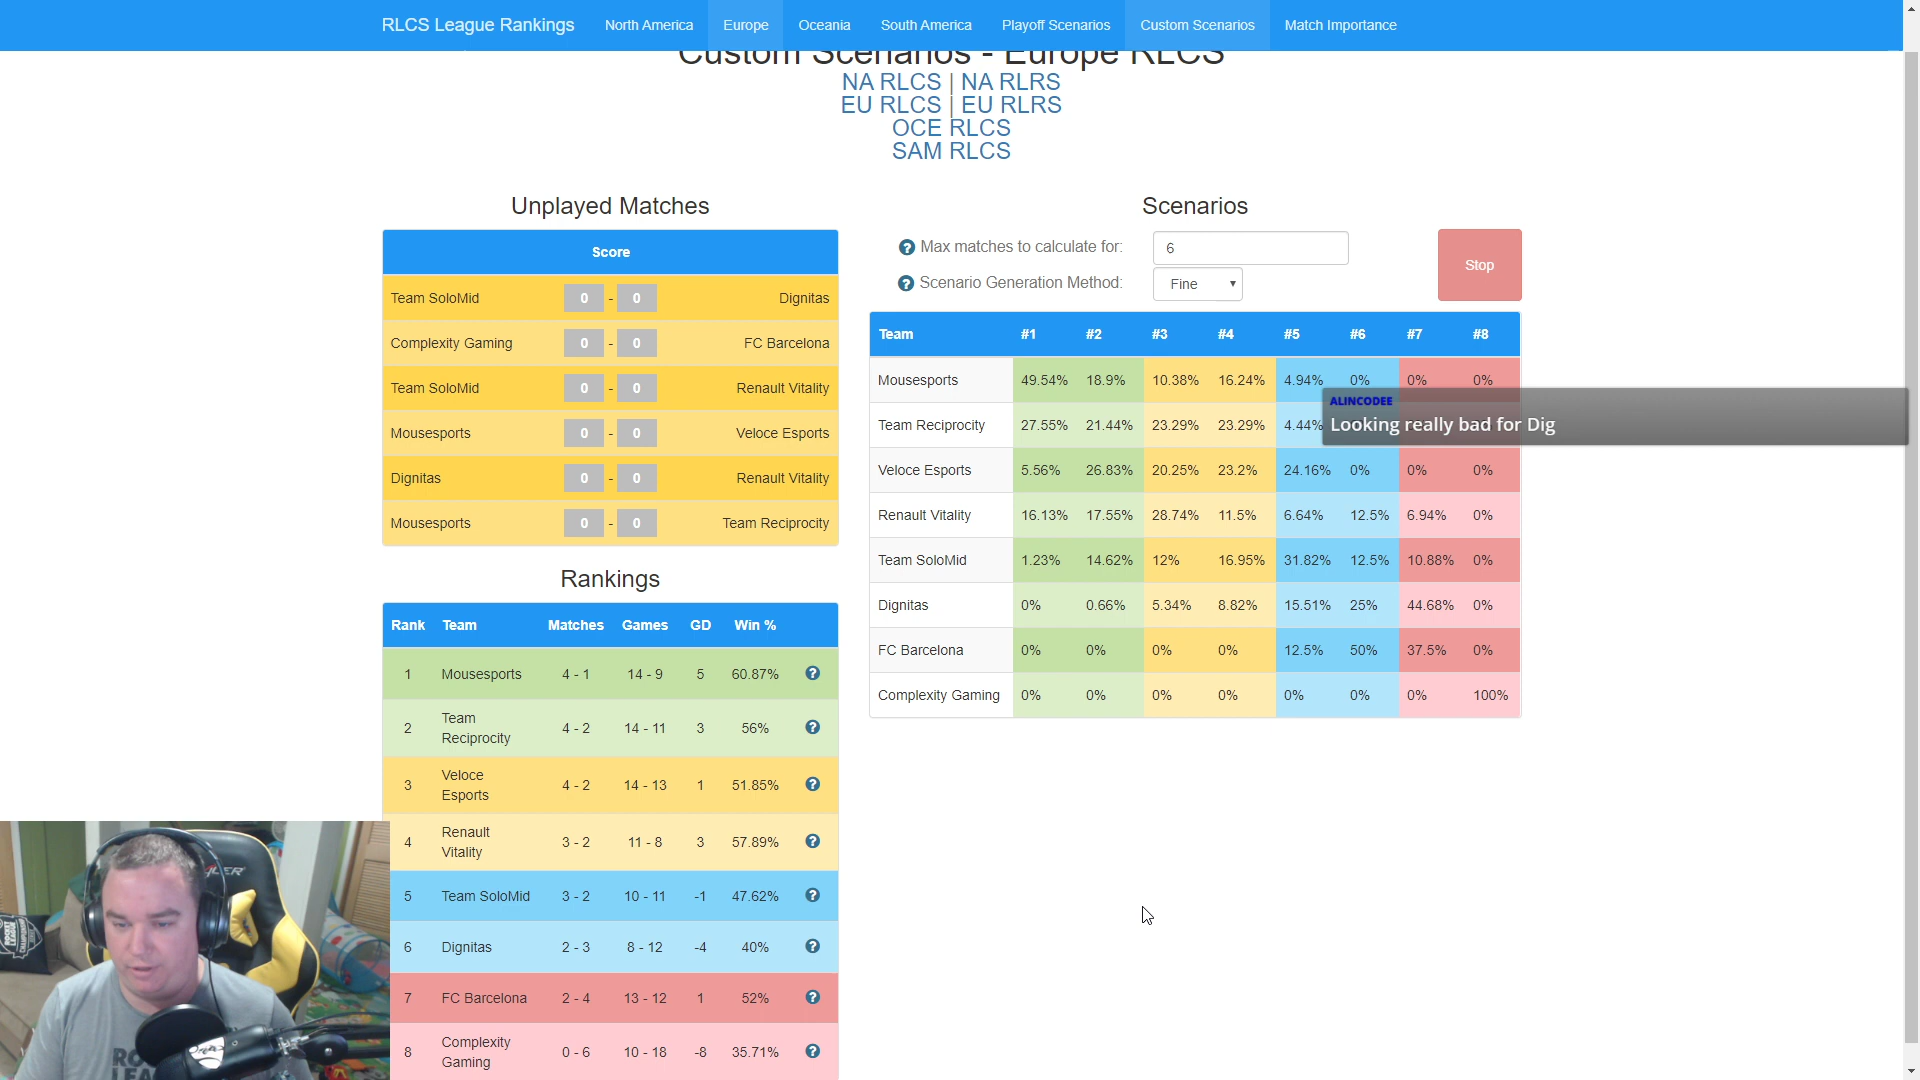 RLCS League Rankings North America Europe Oceania South America Playoff Scenarios Custom Scenarios Match Importance
Custom Scenarios - Europe RLCS
NA RLCS | NA RLRS
EU RLCS | EU RLRS
OCE RLCS
SAM RLCS
Unplayed Matches
Score
Team SoloMid 0 - 0 Dignitas
Complexity Gaming 0 - 0 FC Barcelona
Team SoloMid 0 - 0 Renault Vitality
Mousesports 0 - 0 Veloce Esports
Dignitas 0 - 0 Renault Vitality
Mousesports 0 - 0 Team Reciprocity
Rankings
Rank Team Matches Games GD Win %
1 Mousesports 4 - 1 14 - 9 5 60.87% ?
2 Team Reciprocity 4 - 2 14 - 11 3 56% ?
3 Veloce Esports 4 - 2 14 - 13 1 51.85% ?
4 Renault Vitality 3 - 2 11 - 8 3 57.89% ?
5 Team SoloMid 3 - 2 10 - 11 -1 47.62% ?
6 Dignitas 2 - 3 8 - 12 -4 40% ?
7 FC Barcelona 2 - 4 13 - 12 1 52% ?
8 Complexity Gaming 0 - 6 10 - 18 -8 35.71% ?
Scenarios
? Max matches to calculate for: 6
? Scenario Generation Method: Fine
Stop
Team #1 #2 #3 #4 #5 #6 #7 #8
Mousesports 49.54% 18.9% 10.38% 16.24% 4.94% 0% 0% 0%
Team Reciprocity 27.55% 21.44% 23.29% 23.29% 4.44%
Veloce Esports 5.56% 26.83% 20.25% 23.2% 24.16% 0% 0% 0%
Renault Vitality 16.13% 17.55% 28.74% 11.5% 6.64% 12.5% 6.94% 0%
Team SoloMid 1.23% 14.62% 12% 16.95% 31.82% 12.5% 10.88% 0%
Dignitas 0% 0.66% 5.34% 8.82% 15.51% 25% 44.68% 0%
FC Barcelona 0% 0% 0% 0% 12.5% 50% 37.5% 0%
Complexity Gaming 0% 0% 0% 0% 0% 0% 0% 100%
ALINCODEE
Looking really bad for Dig